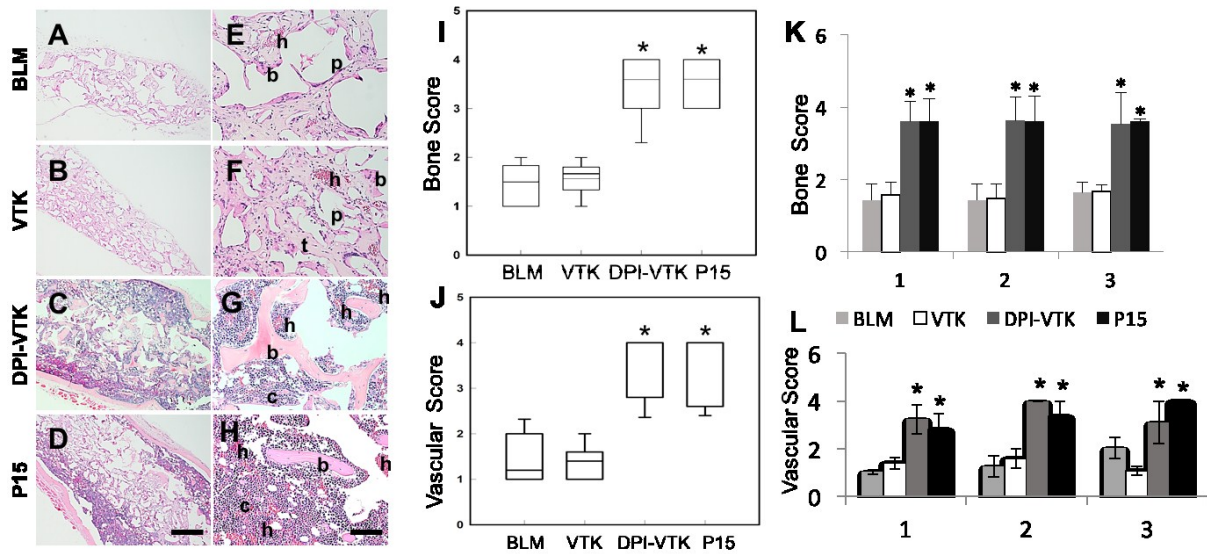 BLM
VTK
DPI-VTK
P15
A
B
C
D
E
h
b
p
F
h
b
p
t
G
h
h
h
b
c
H
h
b
h
c
h
I
Bone Score
5
4
3
2
1
0
* *
BLM VTK DPI-VTK P15
J
Vascular Score
5
4
3
2
1
0
* *
BLM VTK DPI-VTK P15
K
Bone Score
6
4
2
0
* * * * * *
1 2 3
BLM VTK DPI-VTK P15
L
Vascular Score
6
4
2
0
* * * * * *
1 2 3